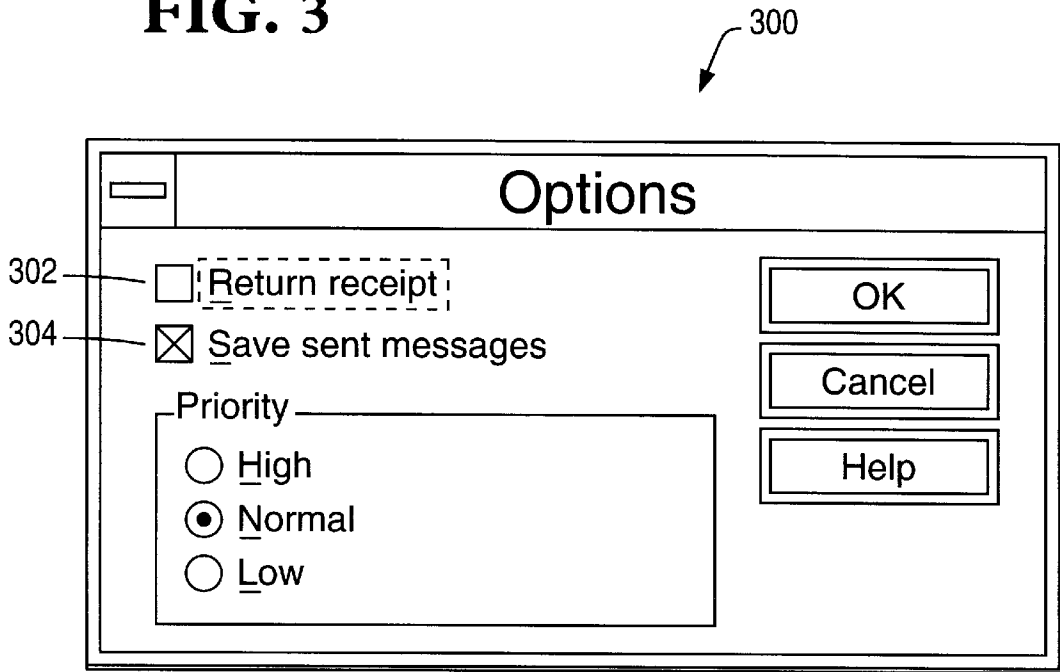 FIG. 3
300
Options
302
Return receipt
304
Save sent messages
Priority
High
Normal
Low
OK
Cancel
Help